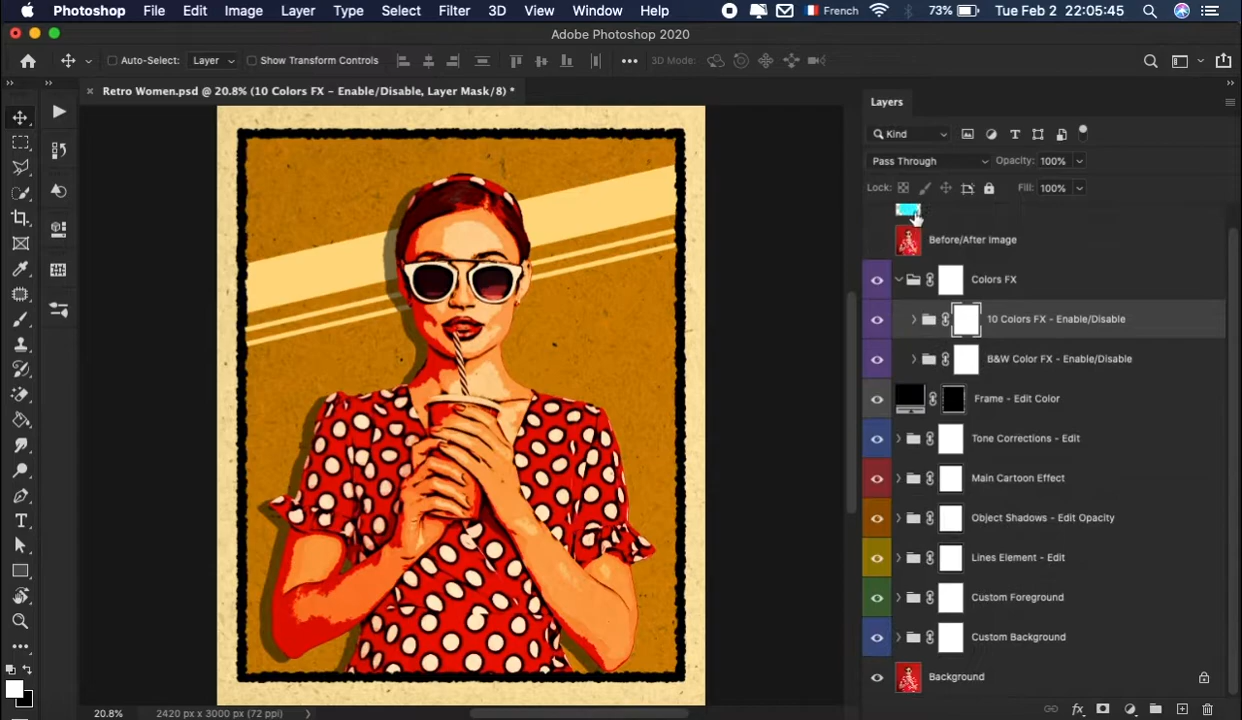 Photoshop File Edit Image Layer Type Select Filter 3D View Window Help French 73% Tue Feb 2 22:05:45
Adobe Photoshop 2020
Auto-Select: Layer Show Transform Controls 3D Mode:
Retro Women.psd @ 20.8% (10 Colors FX - Enable/Disable, Layer Mask/8) *
Layers
Kind
Pass Through Opacity: 100%
Lock: Fill: 100%
Before/After Image
Colors FX
10 Colors FX - Enable/Disable
B&W Color FX - Enable/Disable
Frame - Edit Color
Tone Corrections - Edit
Main Cartoon Effect
Object Shadows - Edit Opacity
Lines Element - Edit
Custom Foreground
Custom Background
Background
20.8% 2420 px x 3000 px (72 ppi)